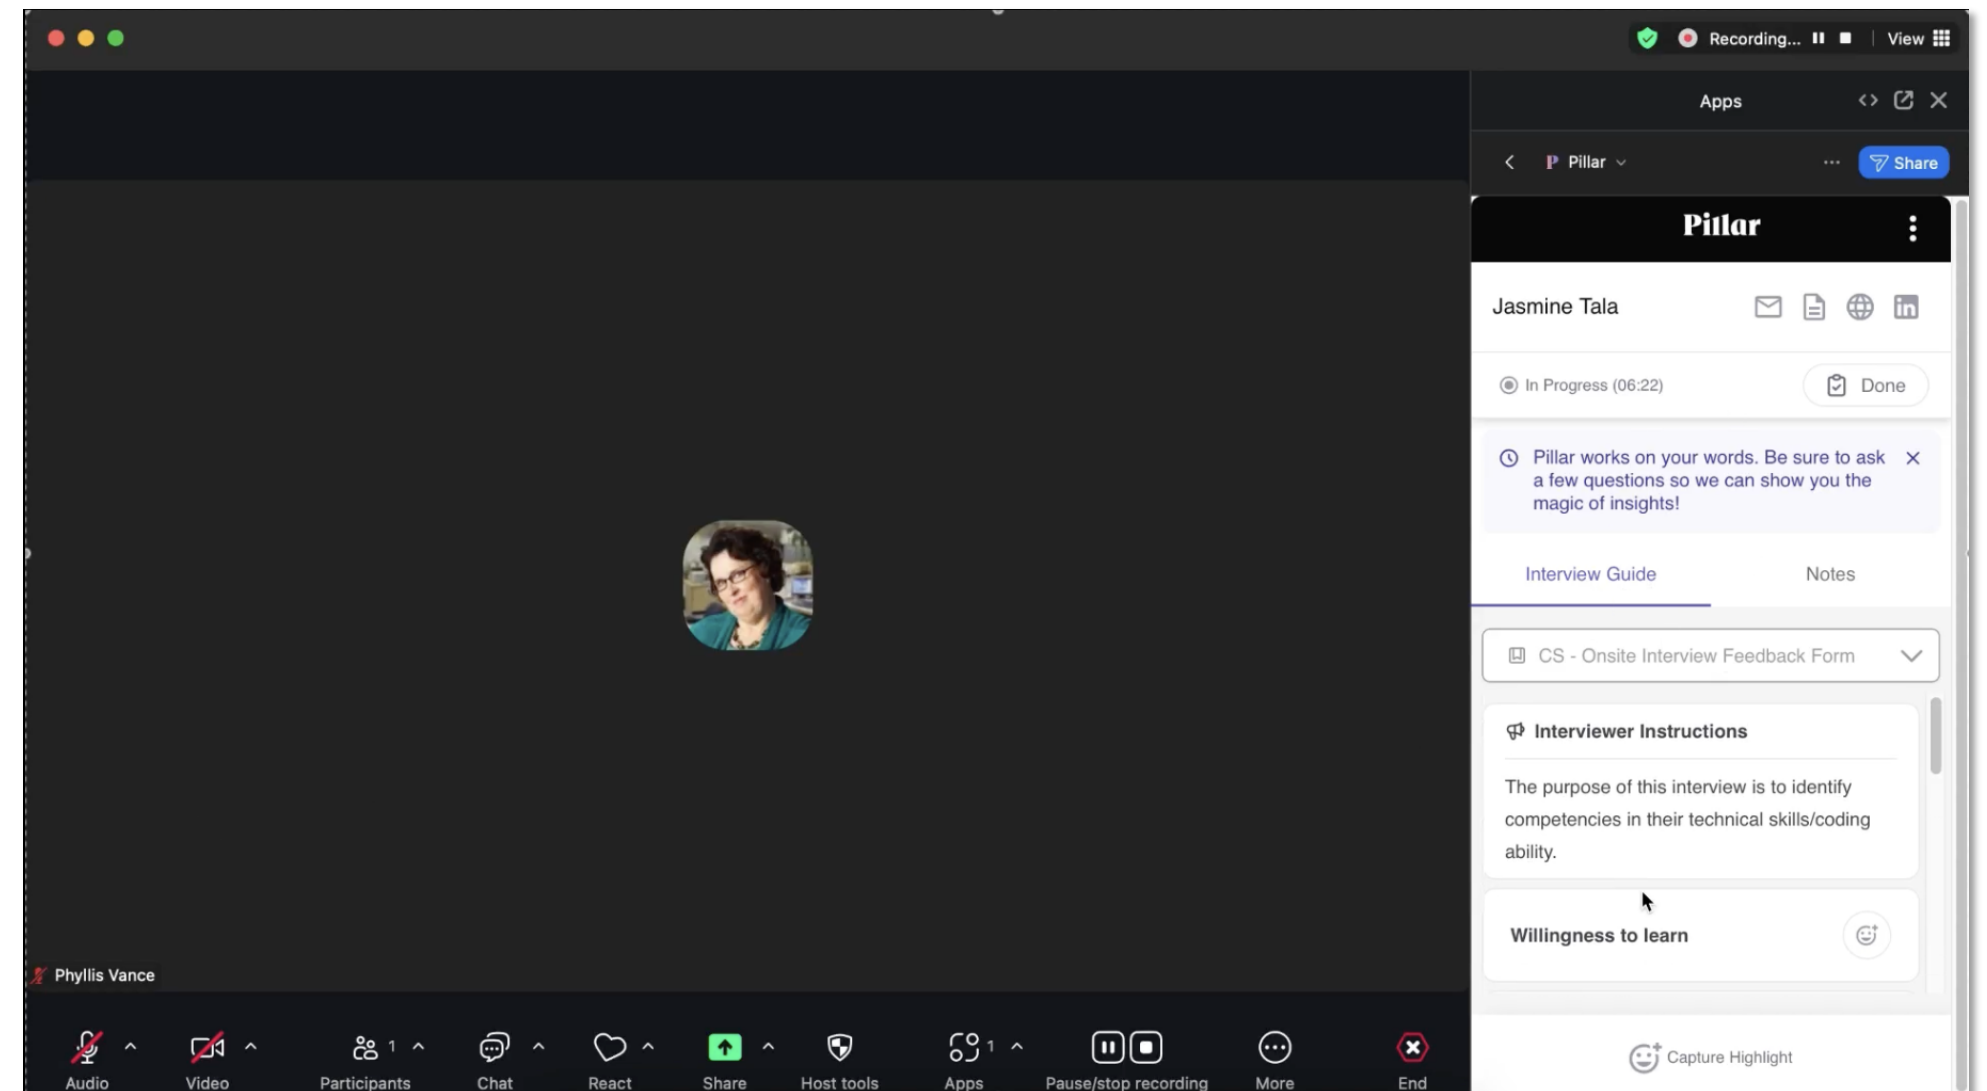 Recording...
View
Apps
Pillar
Share
Pillar
Jasmine Tala
In Progress (06:22)
Done
Pillar works on your words. Be sure to ask
a few questions so we can show you the
magic of insights!
Interview Guide
Notes
CS - Onsite Interview Feedback Form
Interviewer Instructions
The purpose of this interview is to identify
competencies in their technical skills/coding
ability.
Willingness to learn
Capture Highlight
Phyllis Vance
Audio
Video
1
Participants
Chat
React
Share
Host tools
1
Apps
Pause/stop recording
More
End